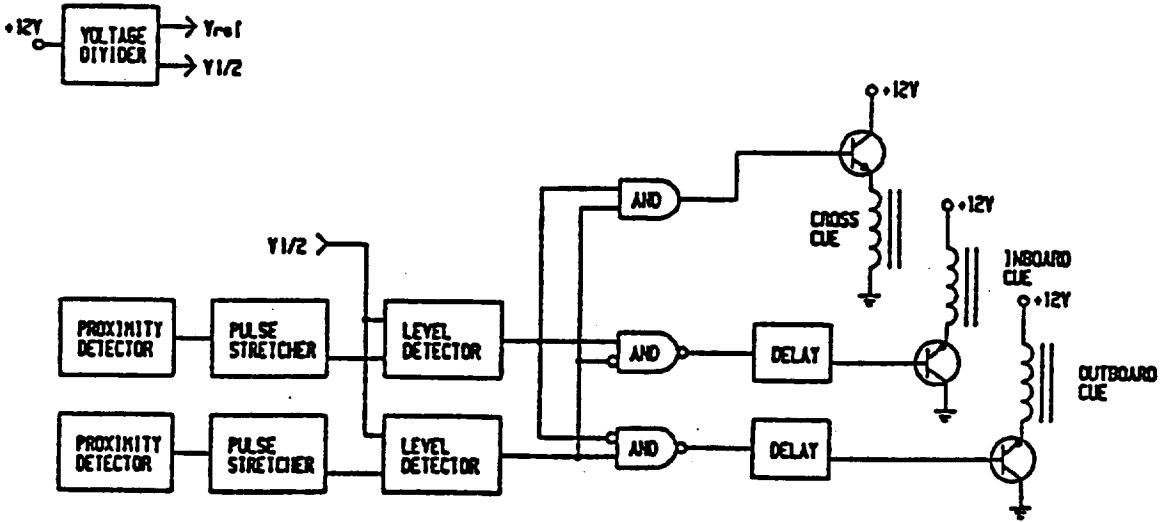 +12V
VOLTAGE
DIVIDER
Vref
V1/2
+12V
AND
CROSS
CUE
+12V
V1/2
INBOARD
CUE
+12V
PROXIMITY
DETECTOR
PULSE
STRETCHER
LEVEL
DETECTOR
AND
DELAY
OUTBOARD
CUE
PROXIMITY
DETECTOR
PULSE
STRETCHER
LEVEL
DETECTOR
AND
DELAY